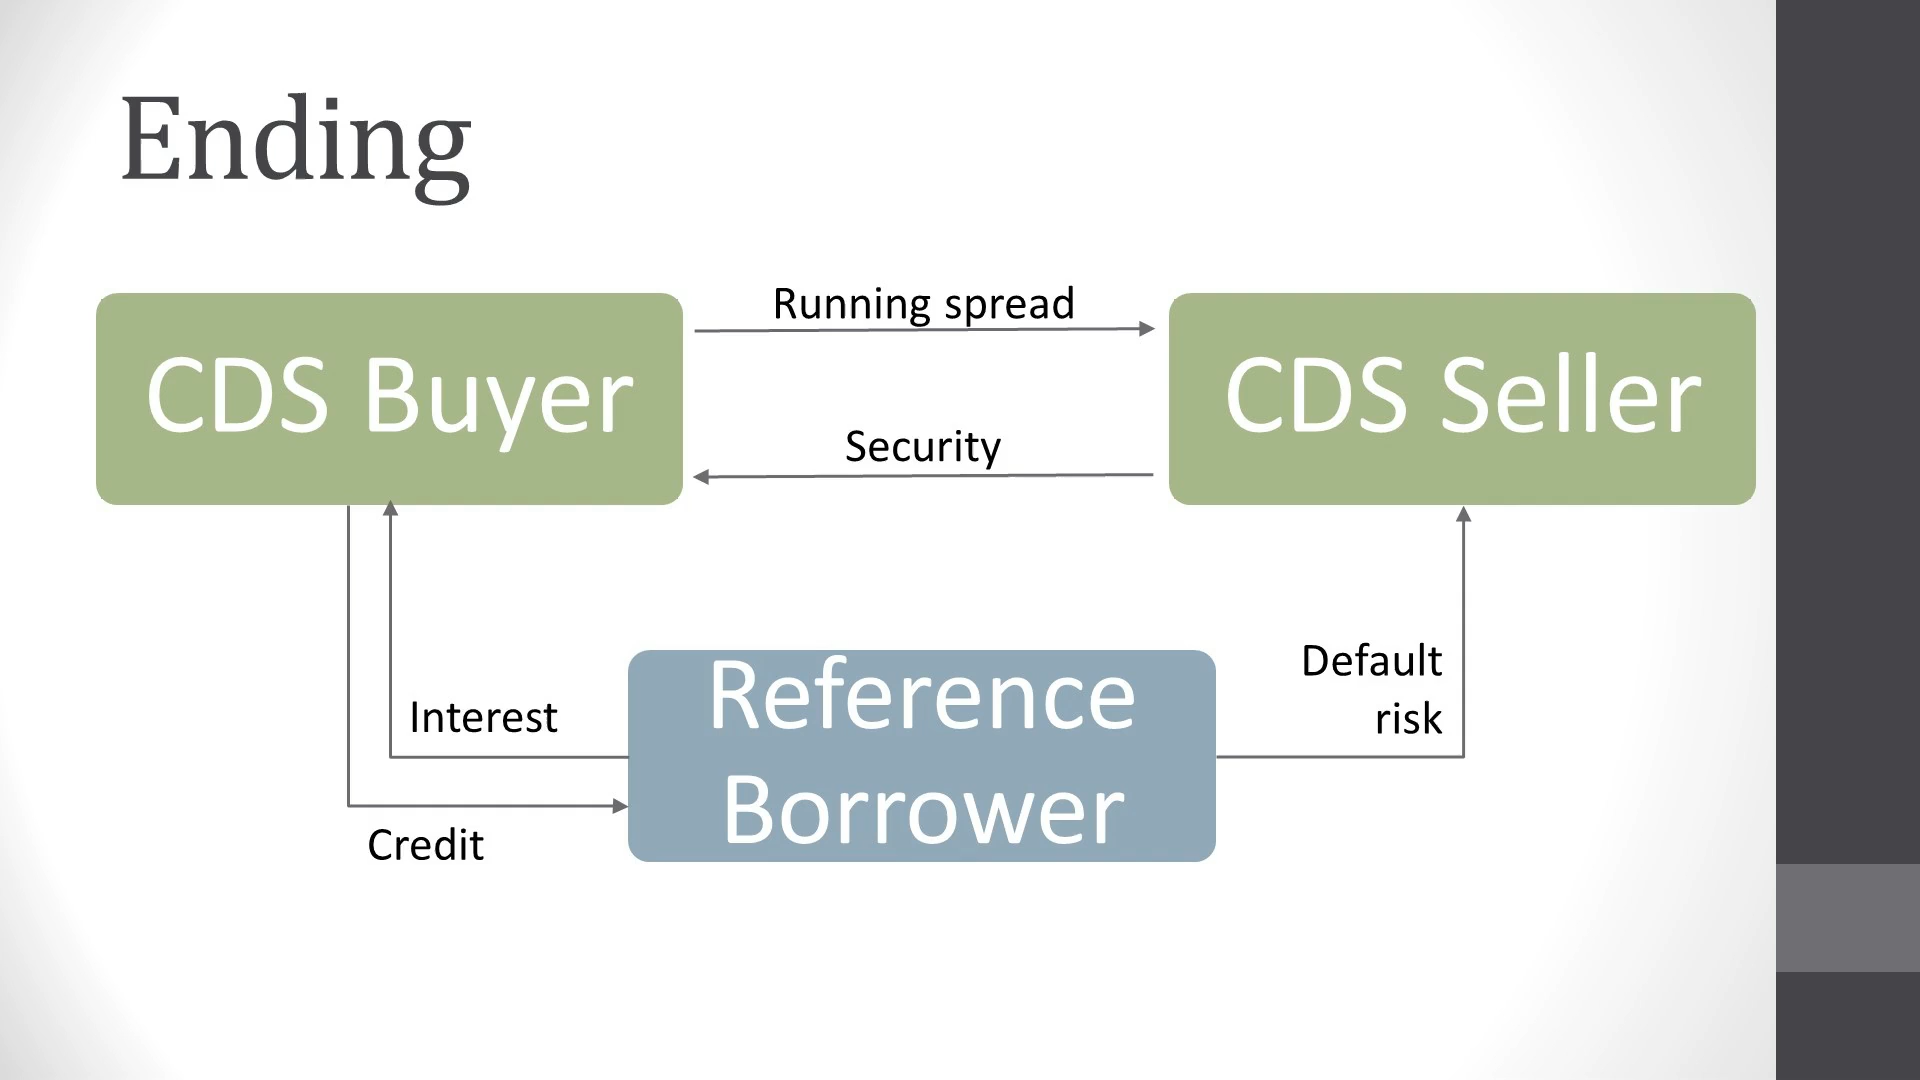 Ending
Running spread
CDS Buyer
CDS Seller
Security
Reference
Borrower
Default
risk
Interest
Credit